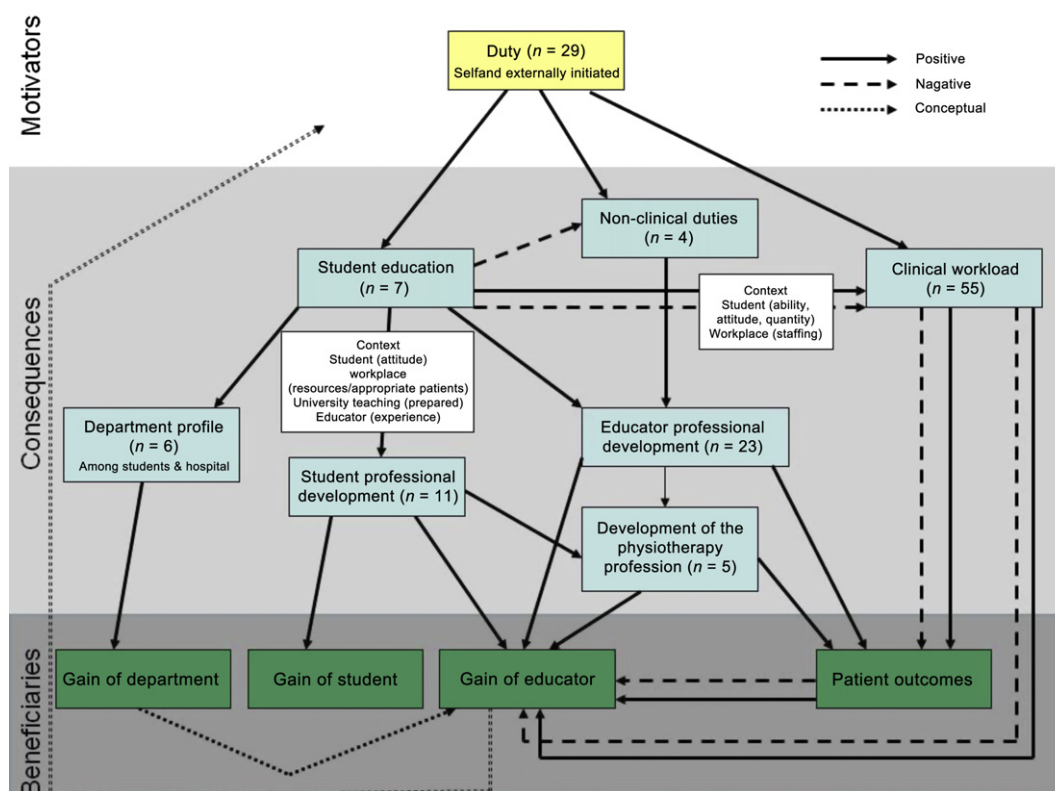 Motivators
Duty (n = 29)
Selfand externally initiated
Positive
Nagative
Conceptual
Consequences
Non-clinical duties
(n = 4)
Student education
(n = 7)
Clinical workload
(n = 55)
Context
Student (ability,
attitude, quantity)
Workplace (staffing)
Context
Student (attitude)
workplace
(resources/appropriate patients)
University teaching (prepared)
Educator (experience)
Department profile
(n = 6)
Among students & hospital
Educator professional
development (n = 23)
Student professional
development (n = 11)
Development of the
physiotherapy
profession (n = 5)
Beneficiaries
Gain of department
Gain of student
Gain of educator
Patient outcomes